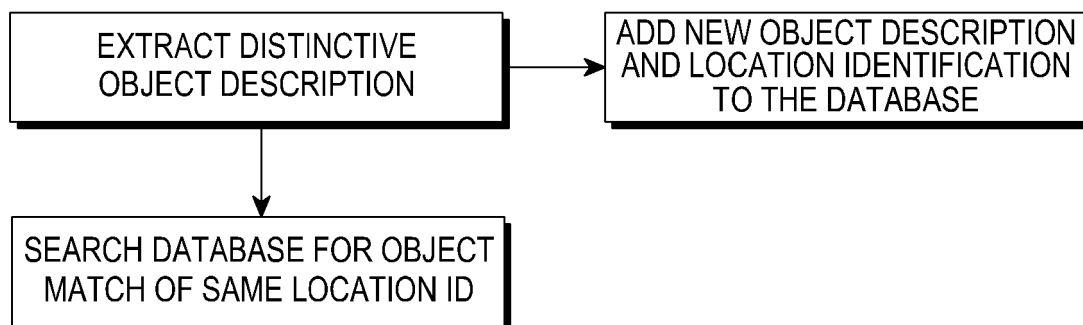 EXTRACT DISTINCTIVE
OBJECT DESCRIPTION
ADD NEW OBJECT DESCRIPTION
AND LOCATION IDENTIFICATION
TO THE DATABASE
SEARCH DATABASE FOR OBJECT
MATCH OF SAME LOCATION ID